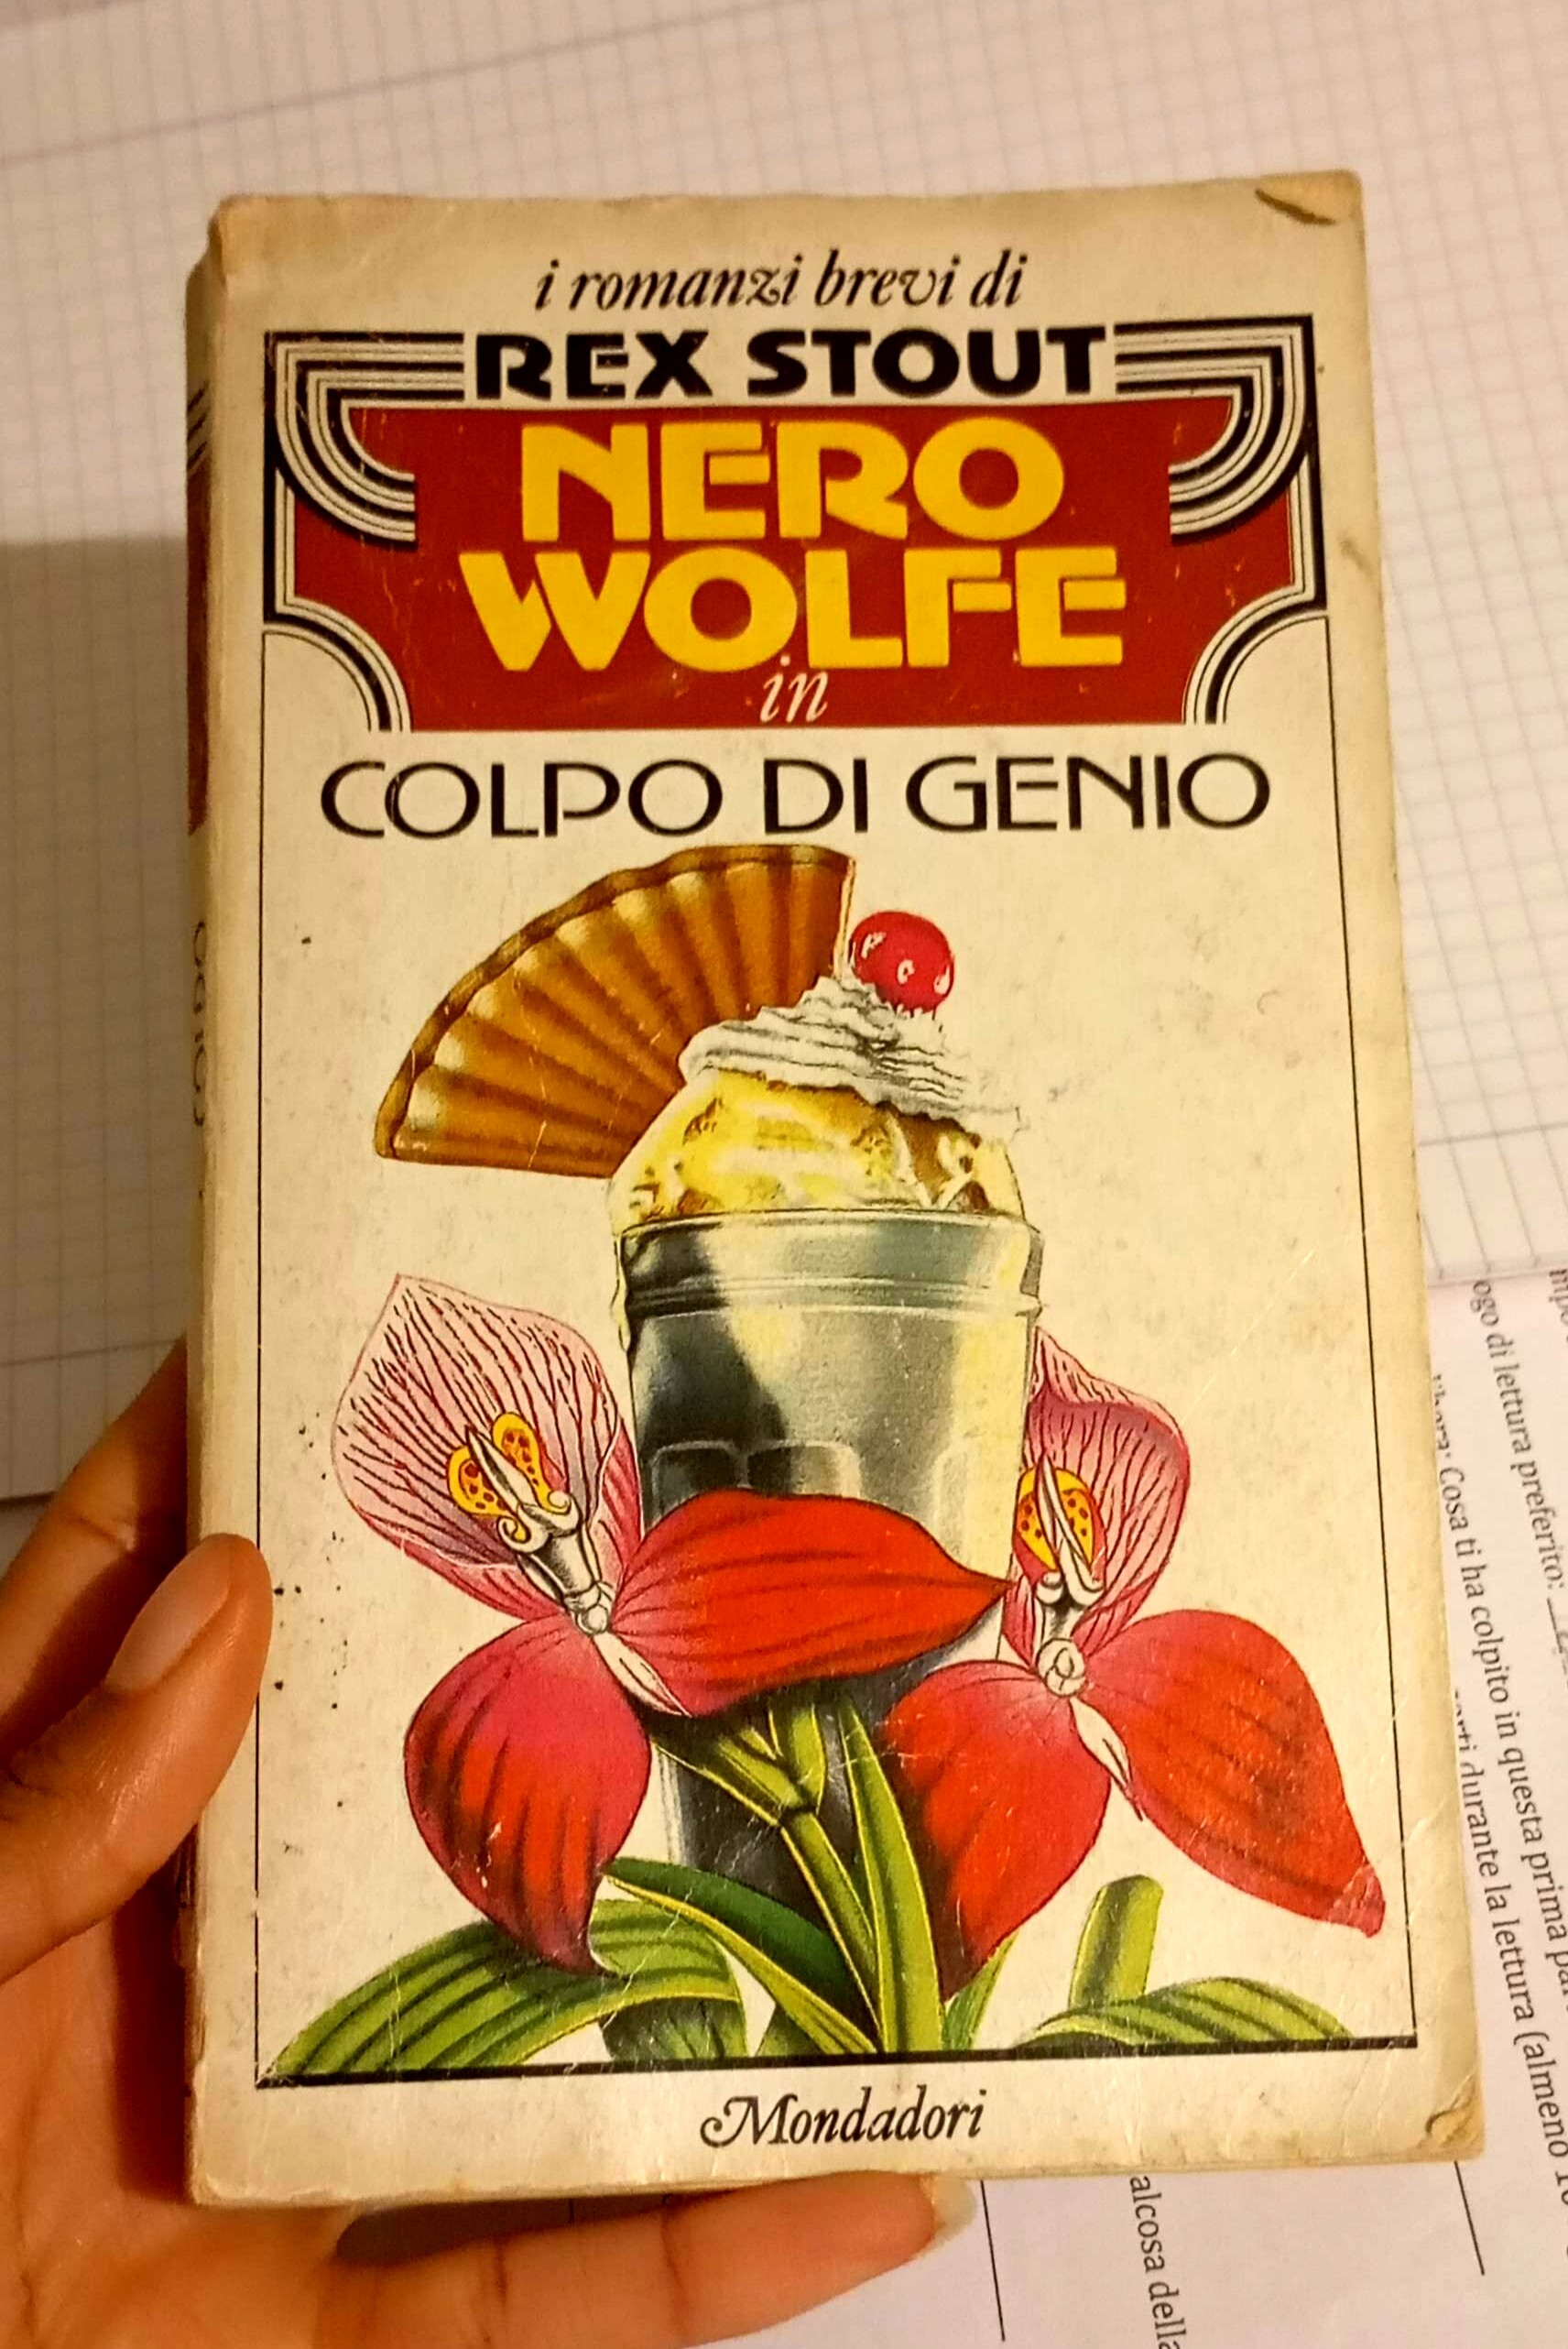 i romanzi brevi di
REX STOUT
NERO
WOLFE
in
COLPO DI GENIO
Mondadori
ogo di lettura preferito:
Cosa ti ha colpito in questa prima
durante la lettura (almeno
alcosa della